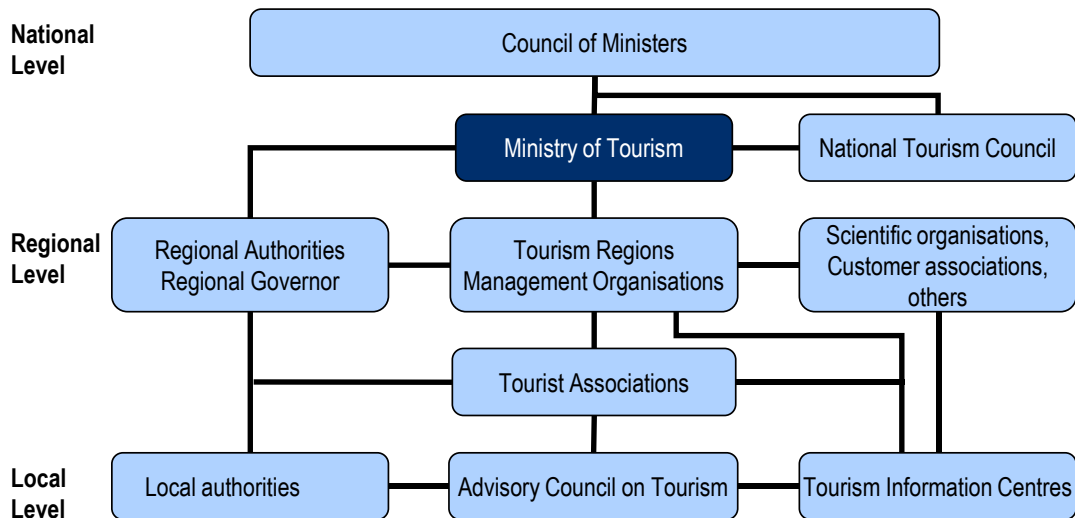 National
Level
Council of Ministers
Ministry of Tourism
National Tourism Council
Regional
Level
Regional Authorities
Regional Governor
Tourism Regions
Management Organisations
Scientific organisations,
Customer associations,
others
Tourist Associations
Local
Level
Local authorities
Advisory Council on Tourism
Tourism Information Centres